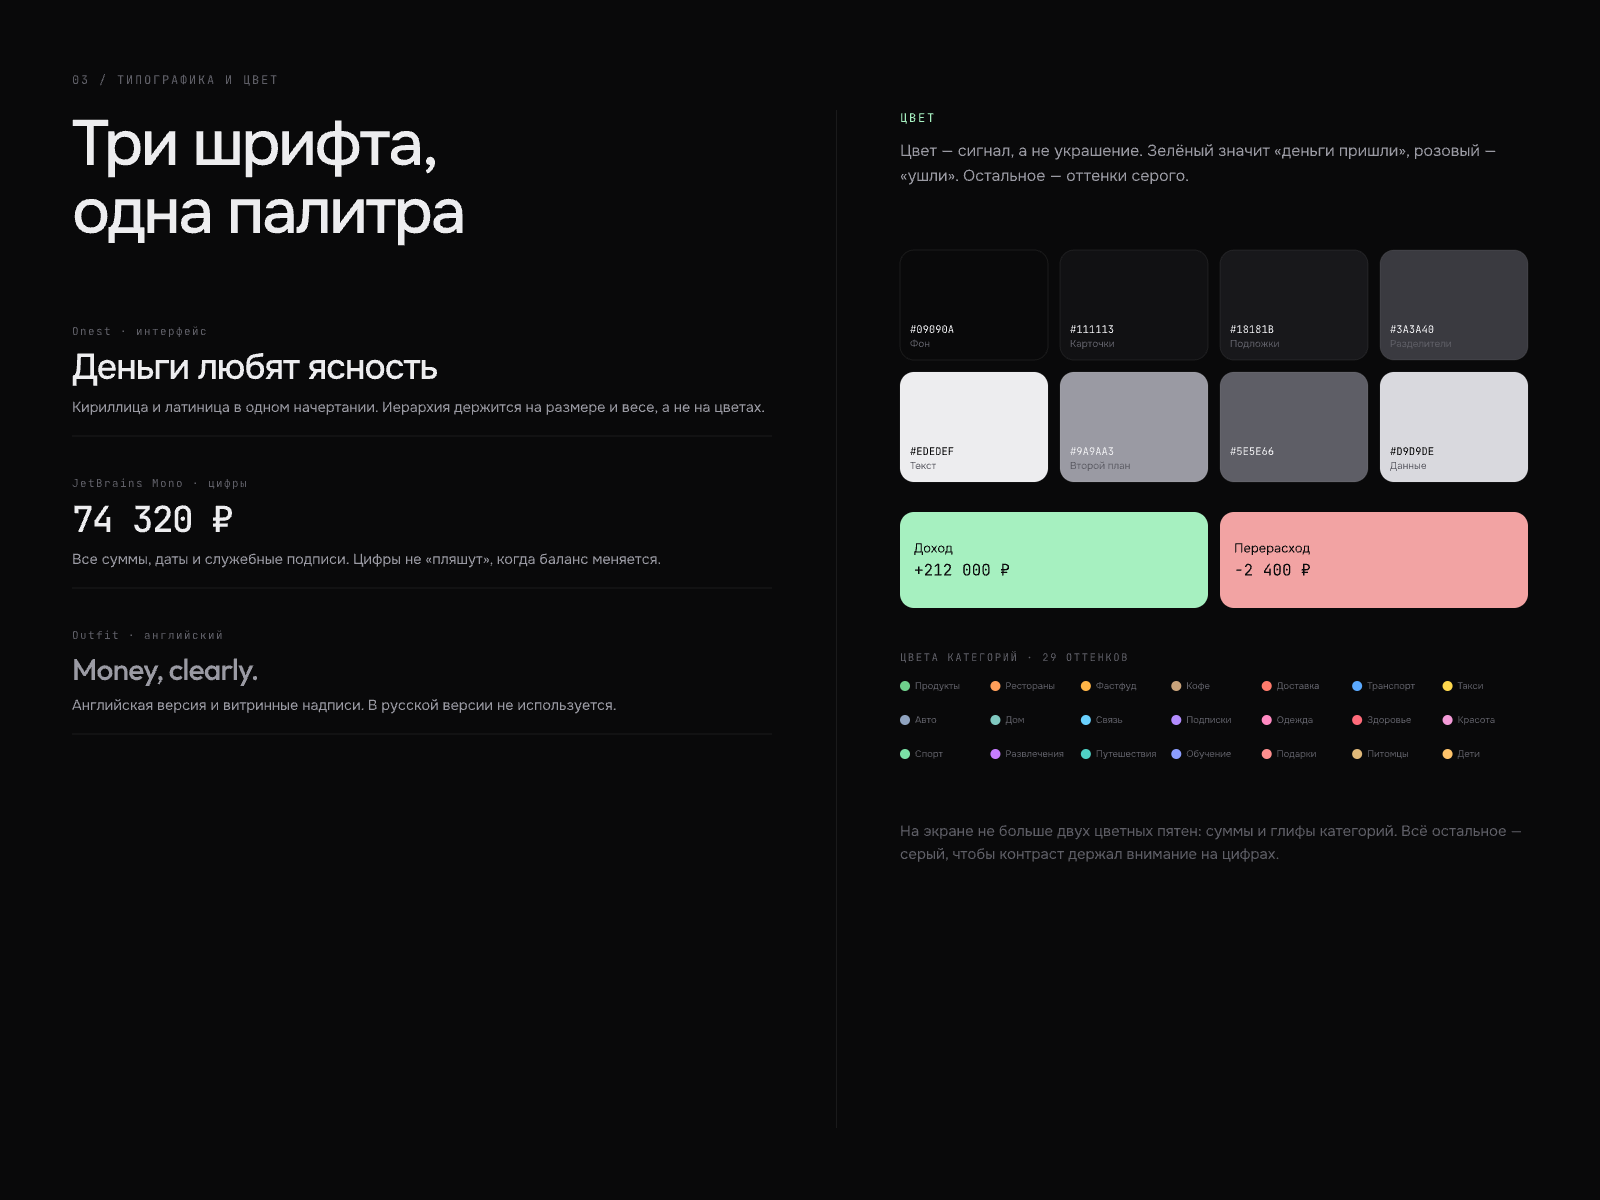 03 / ТИПОГРАФИКА И ЦВЕТ
Три шрифта,
одна палитра
Onest · интерфейс
Деньги любят ясность
Кириллица и латиница в одном начертании. Иерархия держится на размере и весе, а не на цветах.
JetBrains Mono · цифры
74 320 ₽
Все суммы, даты и служебные подписи. Цифры не «пляшут», когда баланс меняется.
Outfit · английский
Money, clearly.
Английская версия и витринные надписи. В русской версии не используется.
ЦВЕТ
Цвет — сигнал, а не украшение. Зелёный значит «деньги пришли», розовый —
«ушли». Остальное — оттенки серого.
#09090A
Фон
#111113
Карточки
#18181B
Подложки
#3A3A40
Разделители
#EDEDEF
Текст
#9A9AA3
Второй план
#5E5E66
#D9D9DE
Данные
Доход
+212 000 ₽
Перерасход
-2 400 ₽
ЦВЕТА КАТЕГОРИЙ · 29 ОТТЕНКОВ
Продукты Рестораны Фастфуд Кофе Доставка Транспорт Такси
Авто Дом Связь Подписки Одежда Здоровье Красота
Спорт Развлечения Путешествия Обучение Подарки Питомцы Дети
На экране не больше двух цветных пятен: суммы и глифы категорий. Всё остальное —
серый, чтобы контраст держал внимание на цифрах.